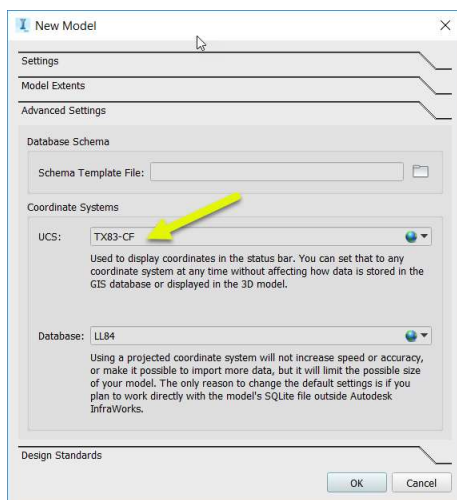 New Model
Settings
Model Extents
Advanced Settings
Database Schema
Schema Template File:
Coordinate Systems
UCS: TX83-CF
Used to display coordinates in the status bar. You can set that to any
coordinate system at any time without affecting how data is stored in the
GIS database or displayed in the 3D model.
Database: LL84
Using a projected coordinate system will not increase speed or accuracy,
or make it possible to import more data, but it will limit the possible size
of your model. The only reason to change the default settings is if you
plan to work directly with the model's SQLite file outside Autodesk
InfraWorks.
Design Standards
OK Cancel